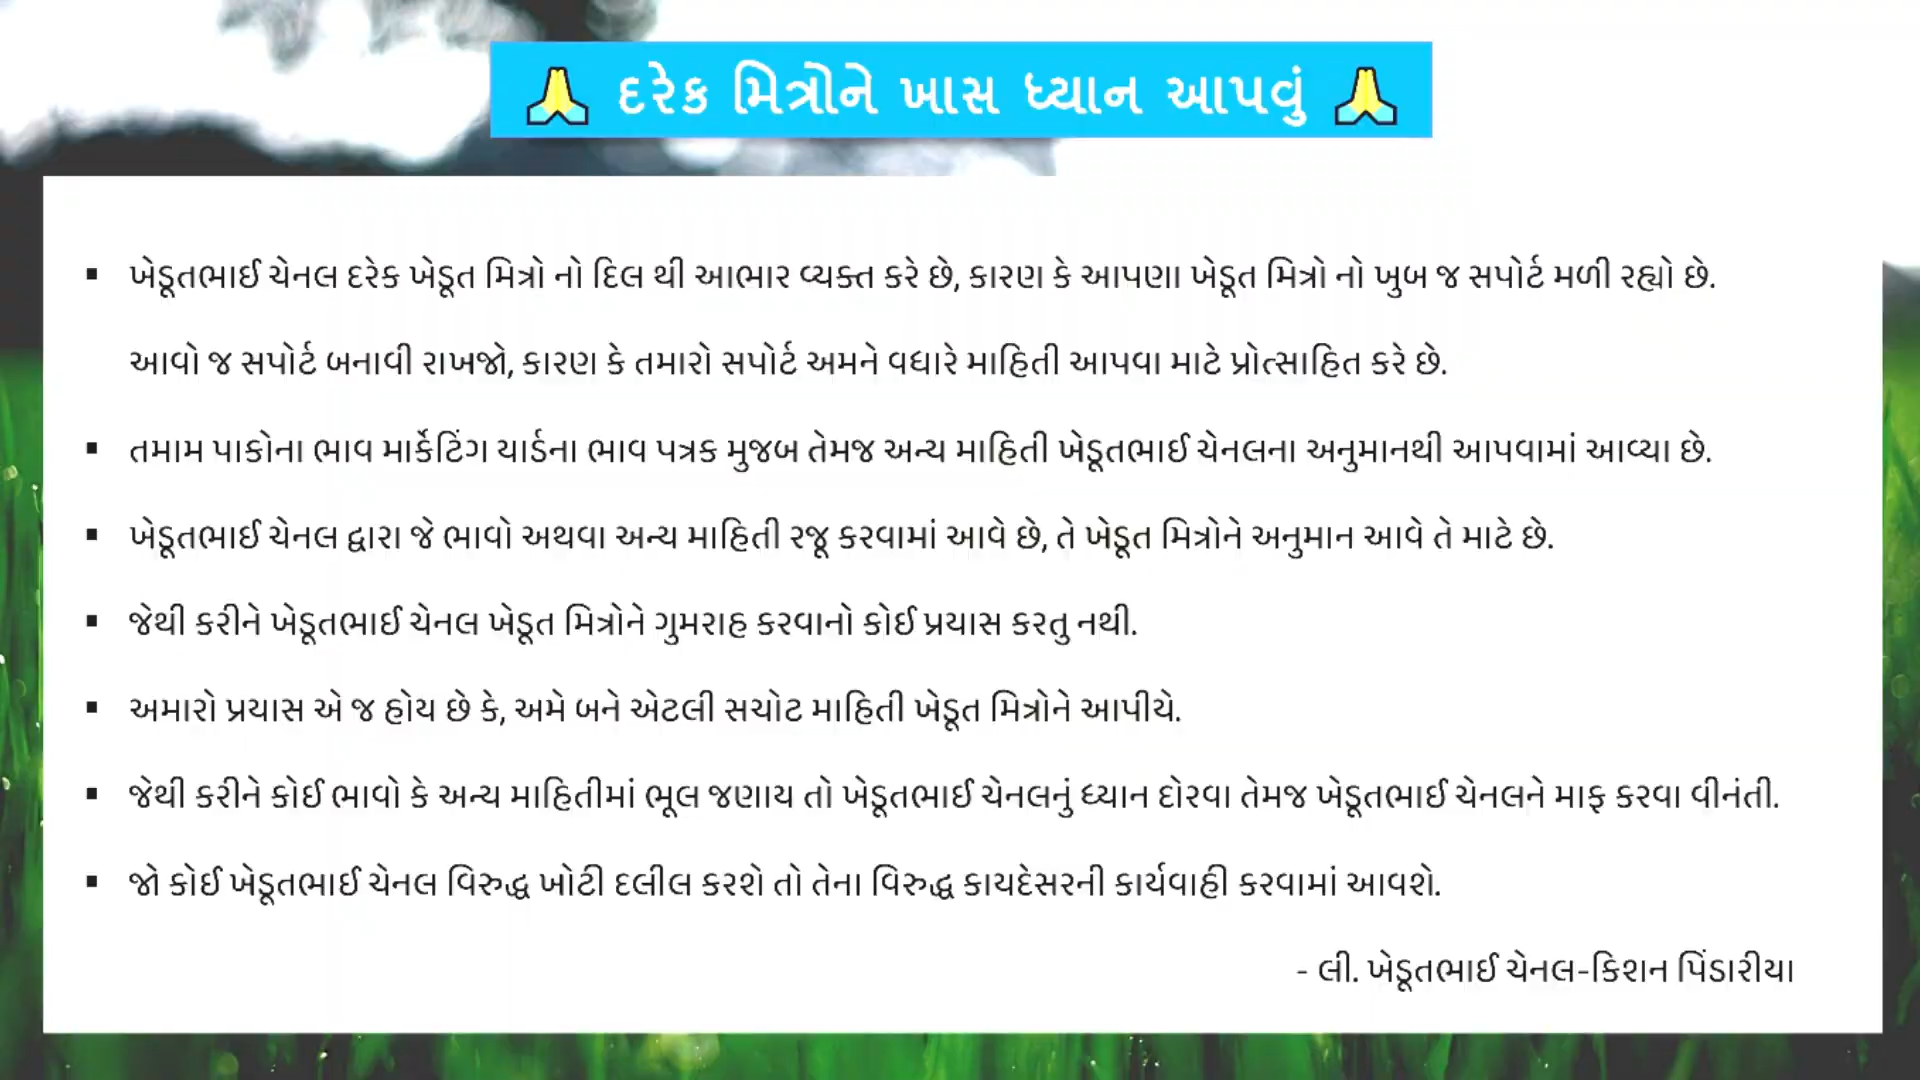 🙏 દરેક મિત્રોને ખાસ ધ્યાન આપવું 🙏
▪ ખેડૂતભાઈ ચેનલ દરેક ખેડૂત મિત્રો નો દિલ થી આભાર વ્યક્ત કરે છે, કારણ કે આપણા ખેડૂત મિત્રો નો ખુબ જ સપોર્ટ મળી રહ્યો છે.
આવો જ સપોર્ટ બનાવી રાખજો, કારણ કે તમારો સપોર્ટ અમને વધારે માહિતી આપવા માટે પ્રોત્સાહિત કરે છે.
▪ તમામ પાકોના ભાવ માર્કેટિંગ યાર્ડના ભાવ પત્રક મુજબ તેમજ અન્ય માહિતી ખેડૂતભાઈ ચેનલના અનુમાનથી આપવામાં આવ્યા છે.
▪ ખેડૂતભાઈ ચેનલ દ્વારા જે ભાવો અથવા અન્ય માહિતી રજૂ કરવામાં આવે છે, તે ખેડૂત મિત્રોને અનુમાન આવે તે માટે છે.
▪ જેથી કરીને ખેડૂતભાઈ ચેનલ ખેડૂત મિત્રોને ગુમરાહ કરવાનો કોઈ પ્રયાસ કરતુ નથી.
▪ અમારો પ્રયાસ એ જ હોય છે કે, અમે બને એટલી સચોટ માહિતી ખેડૂત મિત્રોને આપીયે.
▪ જેથી કરીને કોઈ ભાવો કે અન્ય માહિતીમાં ભૂલ જણાય તો ખેડૂતભાઈ ચેનલનું ધ્યાન દોરવા તેમજ ખેડૂતભાઈ ચેનલને માફ કરવા વીનંતી.
▪ જો કોઈ ખેડૂતભાઈ ચેનલ વિરુદ્ધ ખોટી દલીલ કરશે તો તેના વિરુદ્ધ કાયદેસરની કાર્યવાહી કરવામાં આવશે.
- લી. ખેડૂતભાઈ ચેનલ-કિશન પિંડારીયા